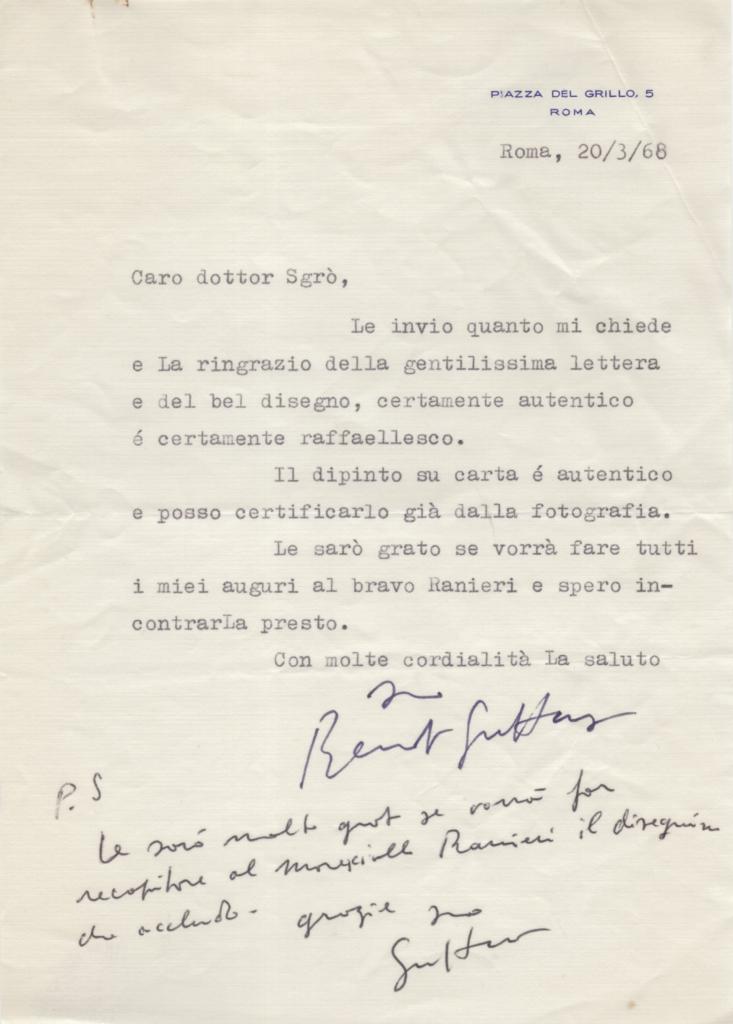 PIAZZA DEL GRILLO, 5
ROMA
Roma, 20/3/68
Caro dottor Sgrò,
Le invio quanto mi chiede
e La ringrazio della gentilissima lettera
e del bel disegno, certamente autentico
é certamente raffaellesco.
Il dipinto su carta é autentico
e posso certificarlo già dalla fotografia.
Le sarò grato se vorrà fare tutti
i miei auguri al bravo Ranieri e spero in-
contrarLa presto.
Con molte cordialità La saluto
suo
Renato Guttuso
P.S
Le sarò molto grato se vorrà far
recapitare al maresciallo Ranieri il disegnino
che accludo - grazie suo
Guttuso